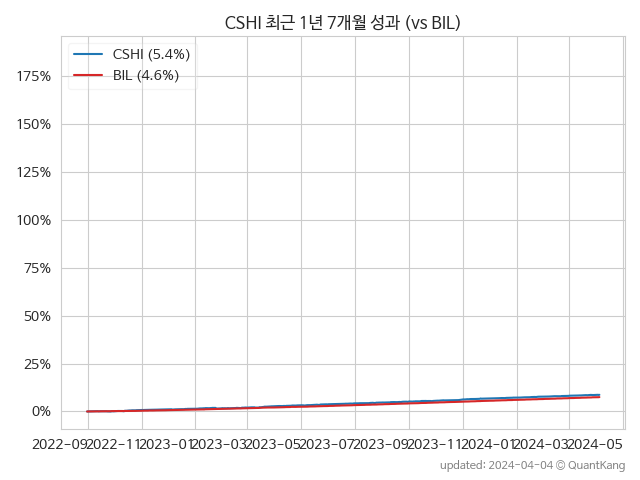 CSHI 최근 1년 7개월 성과 (vs BIL)
CSHI (5.4%)
BIL (4.6%)
175%
150%
125%
100%
75%
50%
25%
0%
2022-09 2022-11 2023-01 2023-03 2023-05 2023-07 2023-09 2023-11 2024-01 2024-03 2024-05
updated: 2024-04-04 © QuantKang